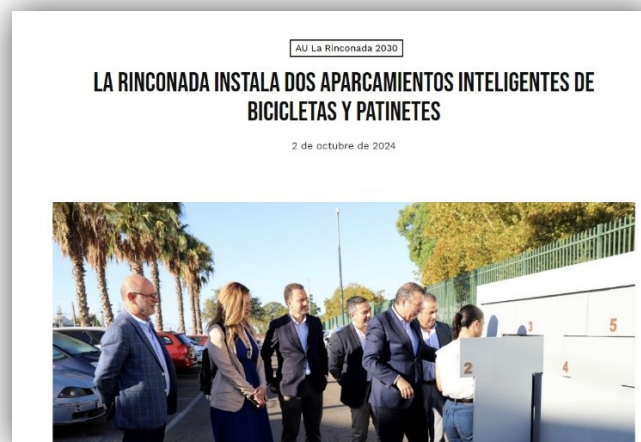 AU La Rinconada 2030
LA RINCONADA INSTALA DOS APARCAMIENTOS INTELIGENTES DE
BICICLETAS Y PATINETES
2 de octubre de 2024
3
5
2
4